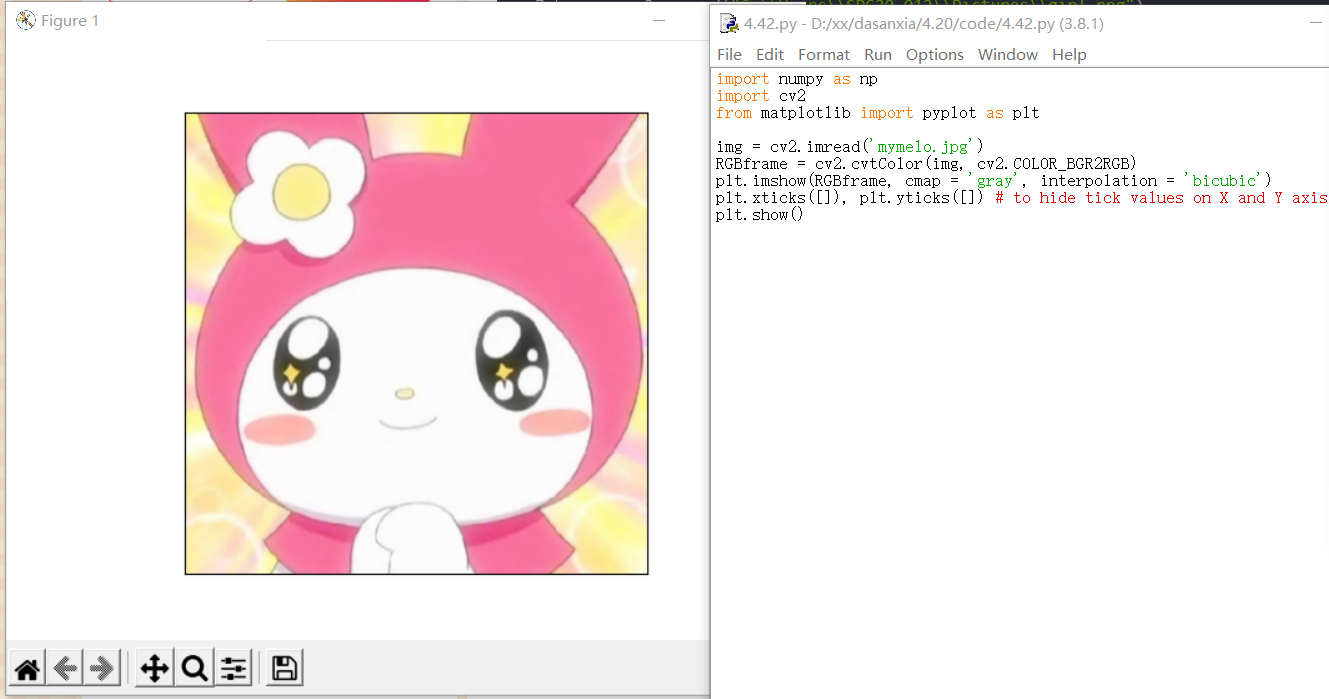 Figure 1
4.42.py - D:/xx/dasanxia/4.20/code/4.42.py (3.8.1)
File Edit Format Run Options Window Help
import numpy as np
import cv2
from matplotlib import pyplot as plt
img = cv2.imread('mymelo.jpg')
RGBframe = cv2.cvtColor(img, cv2.COLOR_BGR2RGB)
plt.imshow(RGBframe, cmap = 'gray', interpolation = 'bicubic')
plt.xticks([]), plt.yticks([]) # to hide tick values on X and Y axis
plt.show()